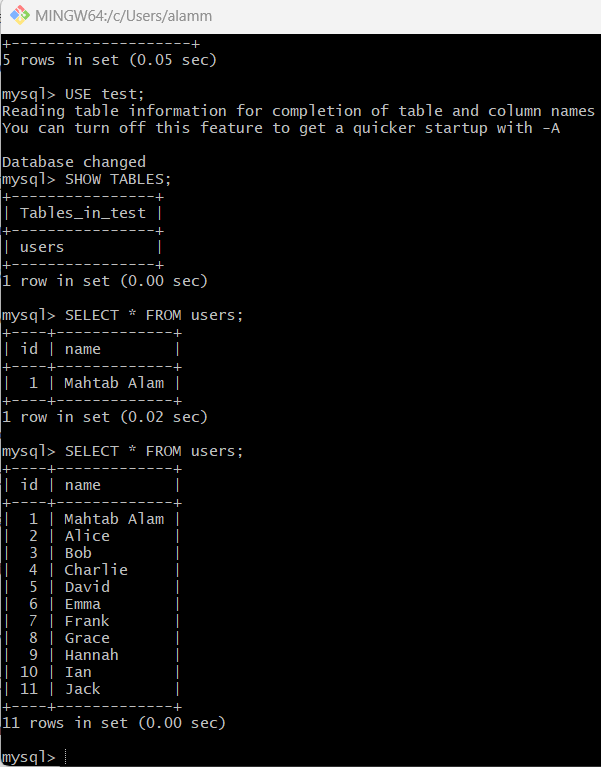 MINGW64:/c/Users/alamm
+--------------------+
5 rows in set (0.05 sec)
mysql> USE test;
Reading table information for completion of table and column names
You can turn off this feature to get a quicker startup with -A
Database changed
mysql> SHOW TABLES;
+----------------+
| Tables_in_test |
+----------------+
| users          |
+----------------+
1 row in set (0.00 sec)
mysql> SELECT * FROM users;
+----+-------------+
| id | name        |
+----+-------------+
|  1 | Mahtab Alam |
+----+-------------+
1 row in set (0.02 sec)
mysql> SELECT * FROM users;
+----+-------------+
| id | name        |
+----+-------------+
|  1 | Mahtab Alam |
|  2 | Alice       |
|  3 | Bob         |
|  4 | Charlie     |
|  5 | David       |
|  6 | Emma        |
|  7 | Frank       |
|  8 | Grace       |
|  9 | Hannah      |
| 10 | Ian         |
| 11 | Jack        |
+----+-------------+
11 rows in set (0.00 sec)
mysql>